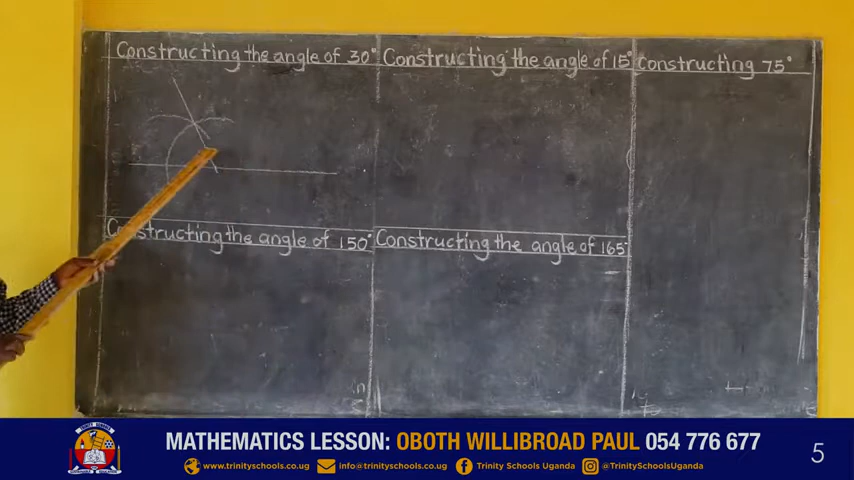 Constructing the angle of 30°
Constructing the angle of 15°
Constructing 75°
Constructing the angle of 150°
Constructing the angle of 165°
MATHEMATICS LESSON: OBOTH WILLIBROAD PAUL 054 776 677
www.trinityschools.co.ug info@trinityschools.co.ug Trinity Schools Uganda @TrinitySchoolsUganda
5